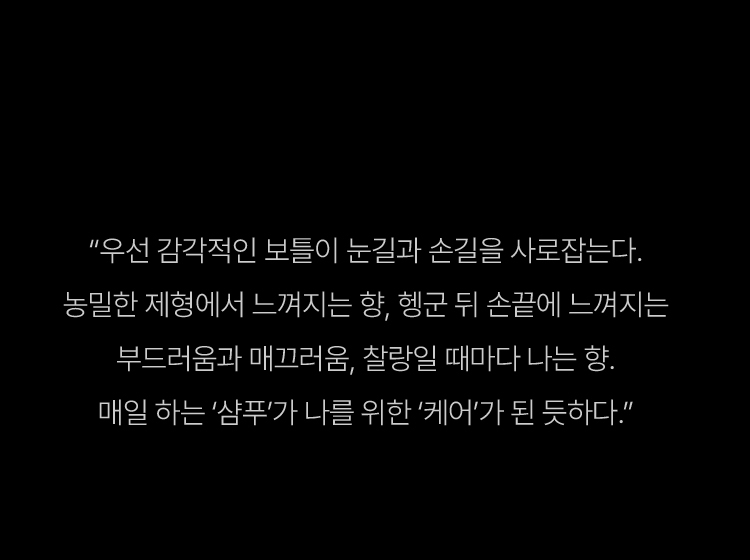 “우선 감각적인 보틀이 눈길과 손길을 사로잡는다.
농밀한 제형에서 느껴지는 향, 헹군 뒤 손끝에 느껴지는
부드러움과 매끄러움, 찰랑일 때마다 나는 향.
매일 하는 ‘샴푸’가 나를 위한 ‘케어’가 된 듯하다.”